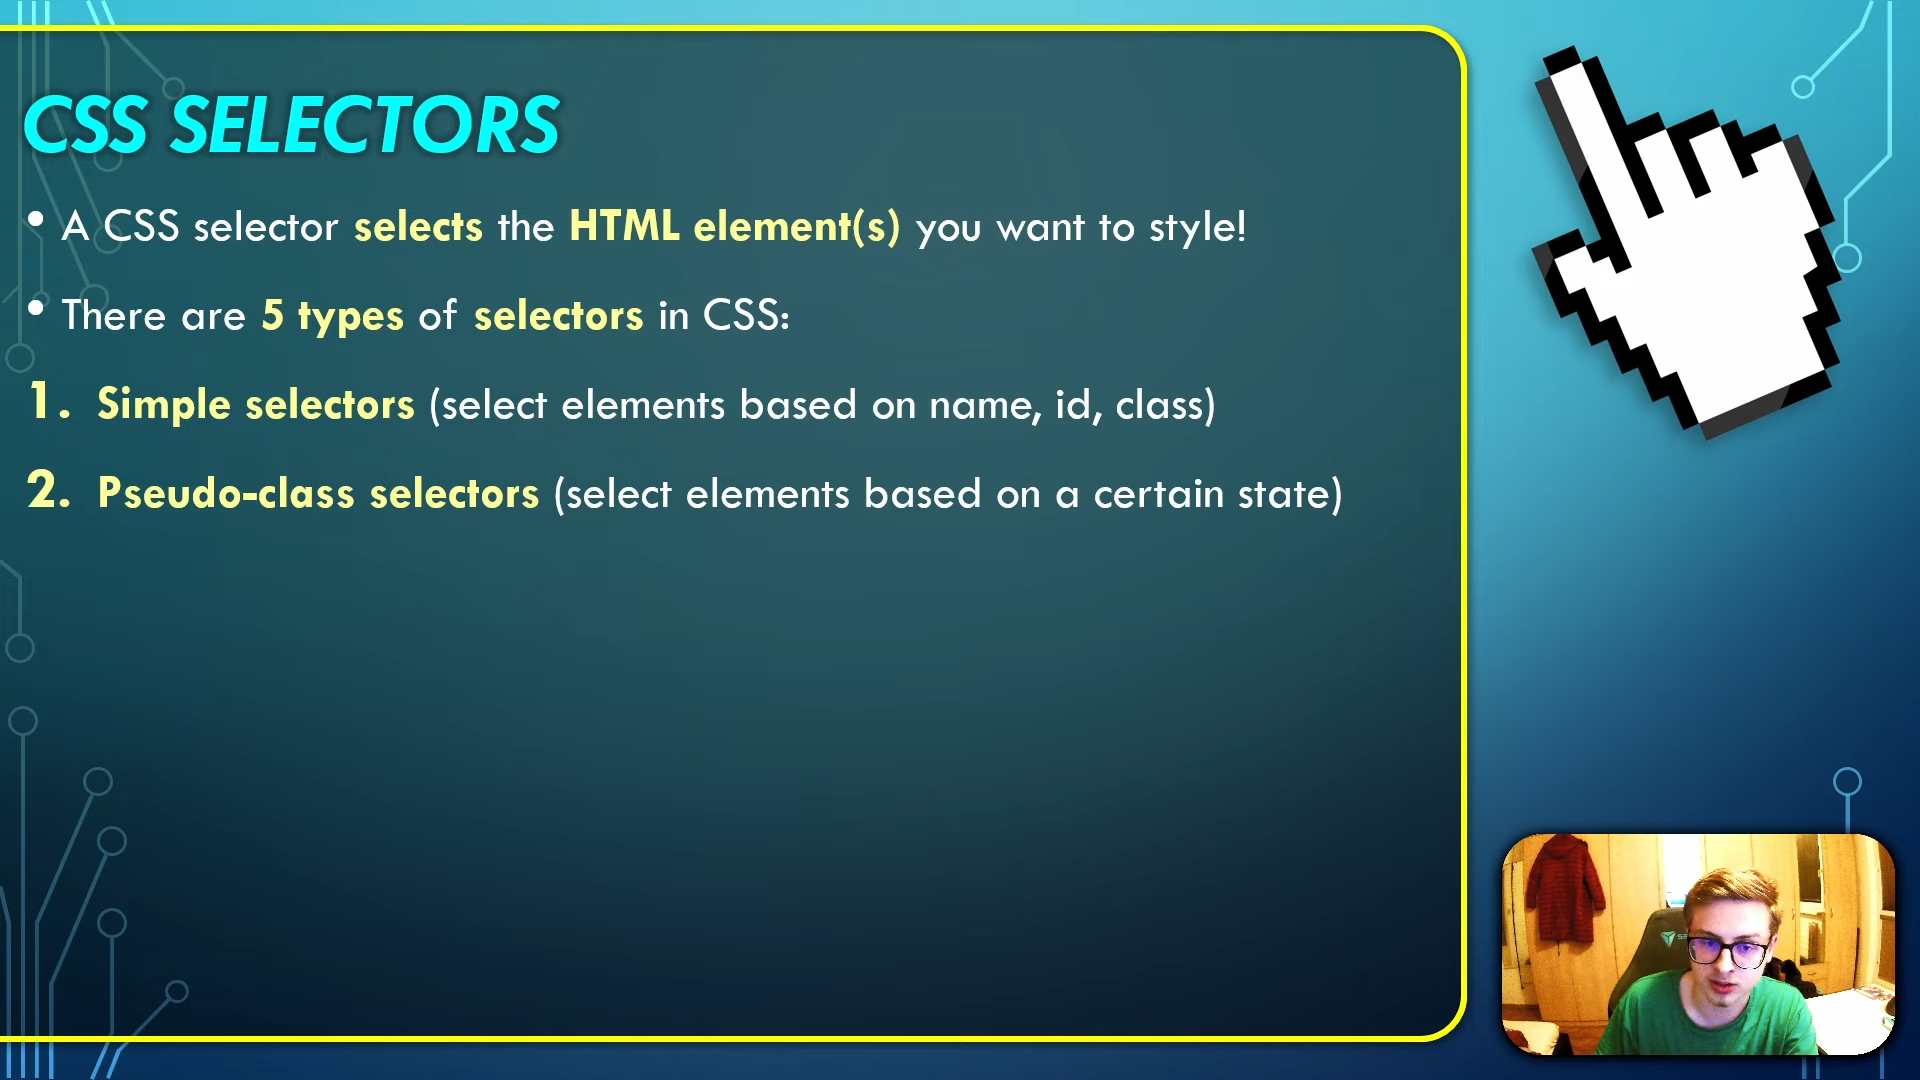 CSS SELECTORS
• A CSS selector selects the HTML element(s) you want to style!
• There are 5 types of selectors in CSS:
1. Simple selectors (select elements based on name, id, class)
2. Pseudo-class selectors (select elements based on a certain state)